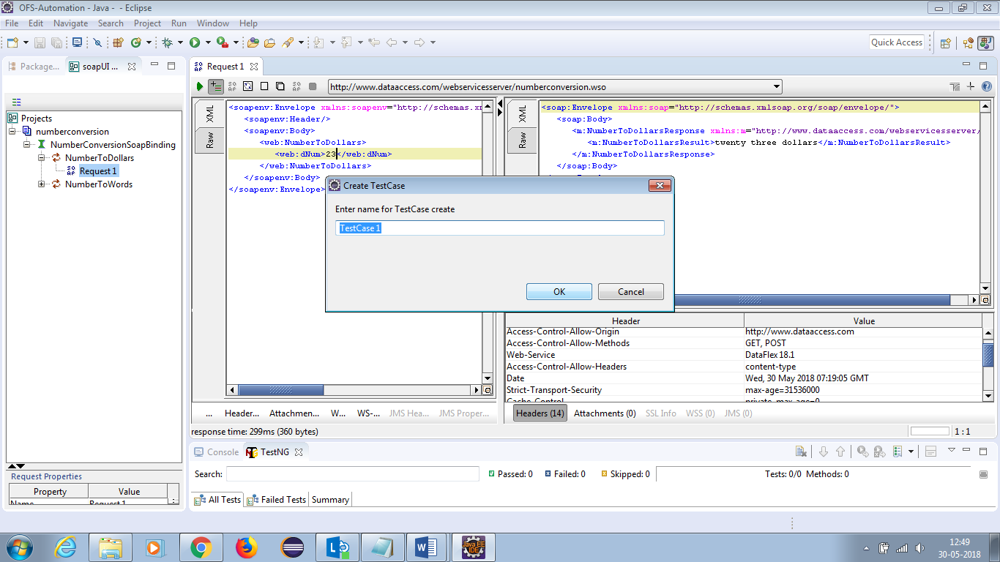 OFS-Automation - Java - - Eclipse
File Edit Navigate Search Project Run Window Help
Quick Access
Package...
soapUI ...
Request 1
http://www.dataaccess.com/webservicesserver/numberconversion.wso
Projects
numberconversion
NumberConversionSoapBinding
NumberToDollars
Request 1
NumberToWords
XML
Raw
<soapenv:Envelope xmlns:soapenv="http://schemas.xm
<soapenv:Header/>
<soapenv:Body>
<web:NumberToDollars>
<web:dNum>23</web:dNum>
</web:NumberToDollars>
</soapenv:Body>
</soapenv:Envelope>
XML
Raw
<soap:Envelope xmlns:soap="http://schemas.xmlsoap.org/soap/envelope/">
<soap:Body>
<m:NumberToDollarsResponse xmlns:m="http://www.dataaccess.com/webservicesserver/
<m:NumberToDollarsResult>twenty three dollars</m:NumberToDollarsResult>
</m:NumberToDollarsResponse>
</soap:Body>
Create TestCase
Enter name for TestCase create
TestCase 1
OK Cancel
Header Value
Access-Control-Allow-Origin http://www.dataaccess.com
Access-Control-Allow-Methods GET, POST
Web-Service DataFlex 18.1
Access-Control-Allow-Headers content-type
Date Wed, 30 May 2018 07:19:05 GMT
Strict-Transport-Security max-age=31536000
Cache-Control private, max-age=0
... Header... Attachmen... W... WS-... JMS Hea... JMS Proper...
Headers (14) Attachments (0) SSL Info WSS (0) JMS (0)
response time: 299ms (360 bytes)
1 : 1
Console TestNG
Search: Passed: 0 Failed: 0 Skipped: 0 Tests: 0/0 Methods: 0
All Tests Failed Tests Summary
Request Properties
Property Value
Name Request 1
Java EE
IDE
12:49
30-05-2018